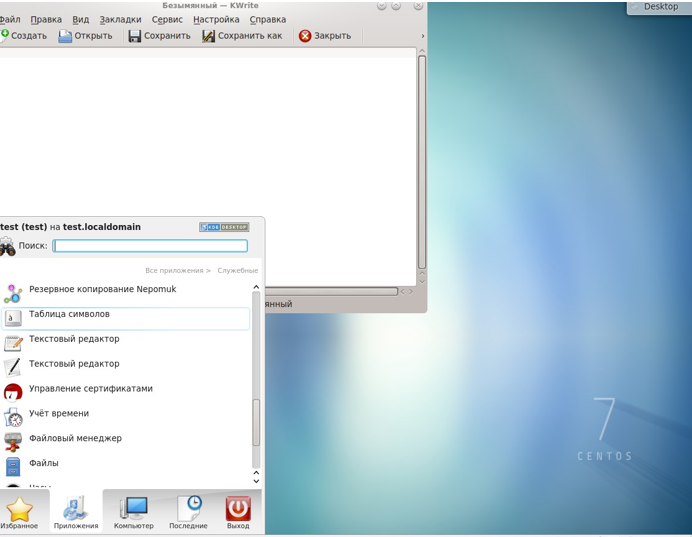 Безымянный — KWrite
Desktop
Файл Правка Вид Закладки Сервис Настройка Справка
Создать Открыть Сохранить Сохранить как Закрыть
test (test) на test.localdomain
KDE DESKTOP
Поиск:
Все приложения > Служебные
Резервное копирование Nepomuk
янный
Таблица символов
Текстовый редактор
Текстовый редактор
Управление сертификатами
Учёт времени
Файловый менеджер
Файлы
7
CENTOS
Избранное Приложения Компьютер Последние Выход